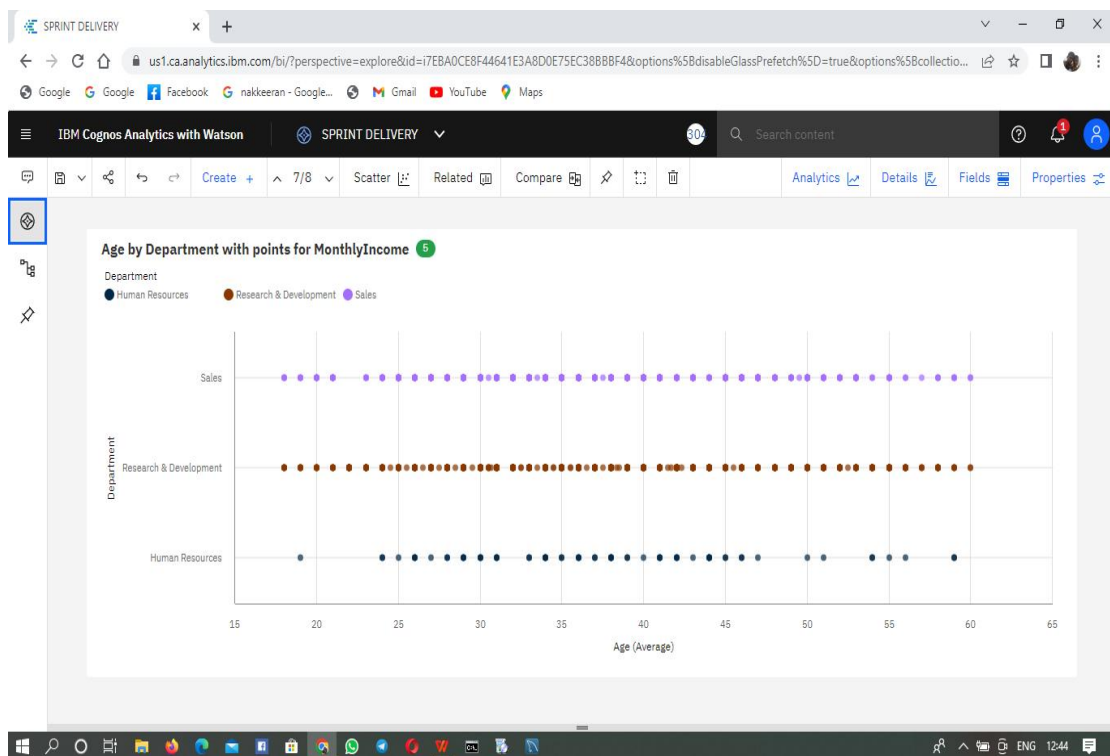 SPRINT DELIVERY
us1.ca.analytics.ibm.com/bi/?perspective=explore&id=i7EBA0CE8F44641E3A8D0E75EC38BBBF4&options%5BdisableGlassPrefetch%5D=true&options%5Bcollectio...
Google Google Facebook nakkeeran - Google... Gmail YouTube Maps
IBM Cognos Analytics with Watson SPRINT DELIVERY 304 Search content 1
Create + 7/8 Scatter Related Compare Analytics Details Fields Properties
Age by Department with points for MonthlyIncome 5
Department
Human Resources Research & Development Sales
Sales
Department
Research & Development
Human Resources
15 20 25 30 35 40 45 50 55 60 65
Age (Average)
ENG 12:44